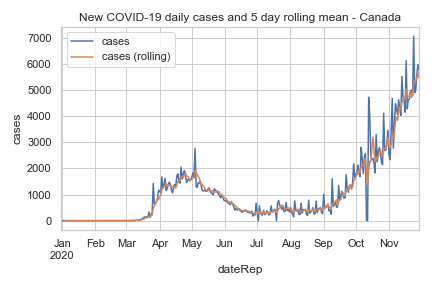 New COVID-19 daily cases and 5 day rolling mean - Canada
cases
cases (rolling)
7000
6000
5000
4000
3000
2000
1000
0
cases
Jan Feb Mar Apr May Jun Jul Aug Sep Oct Nov
2020
dateRep